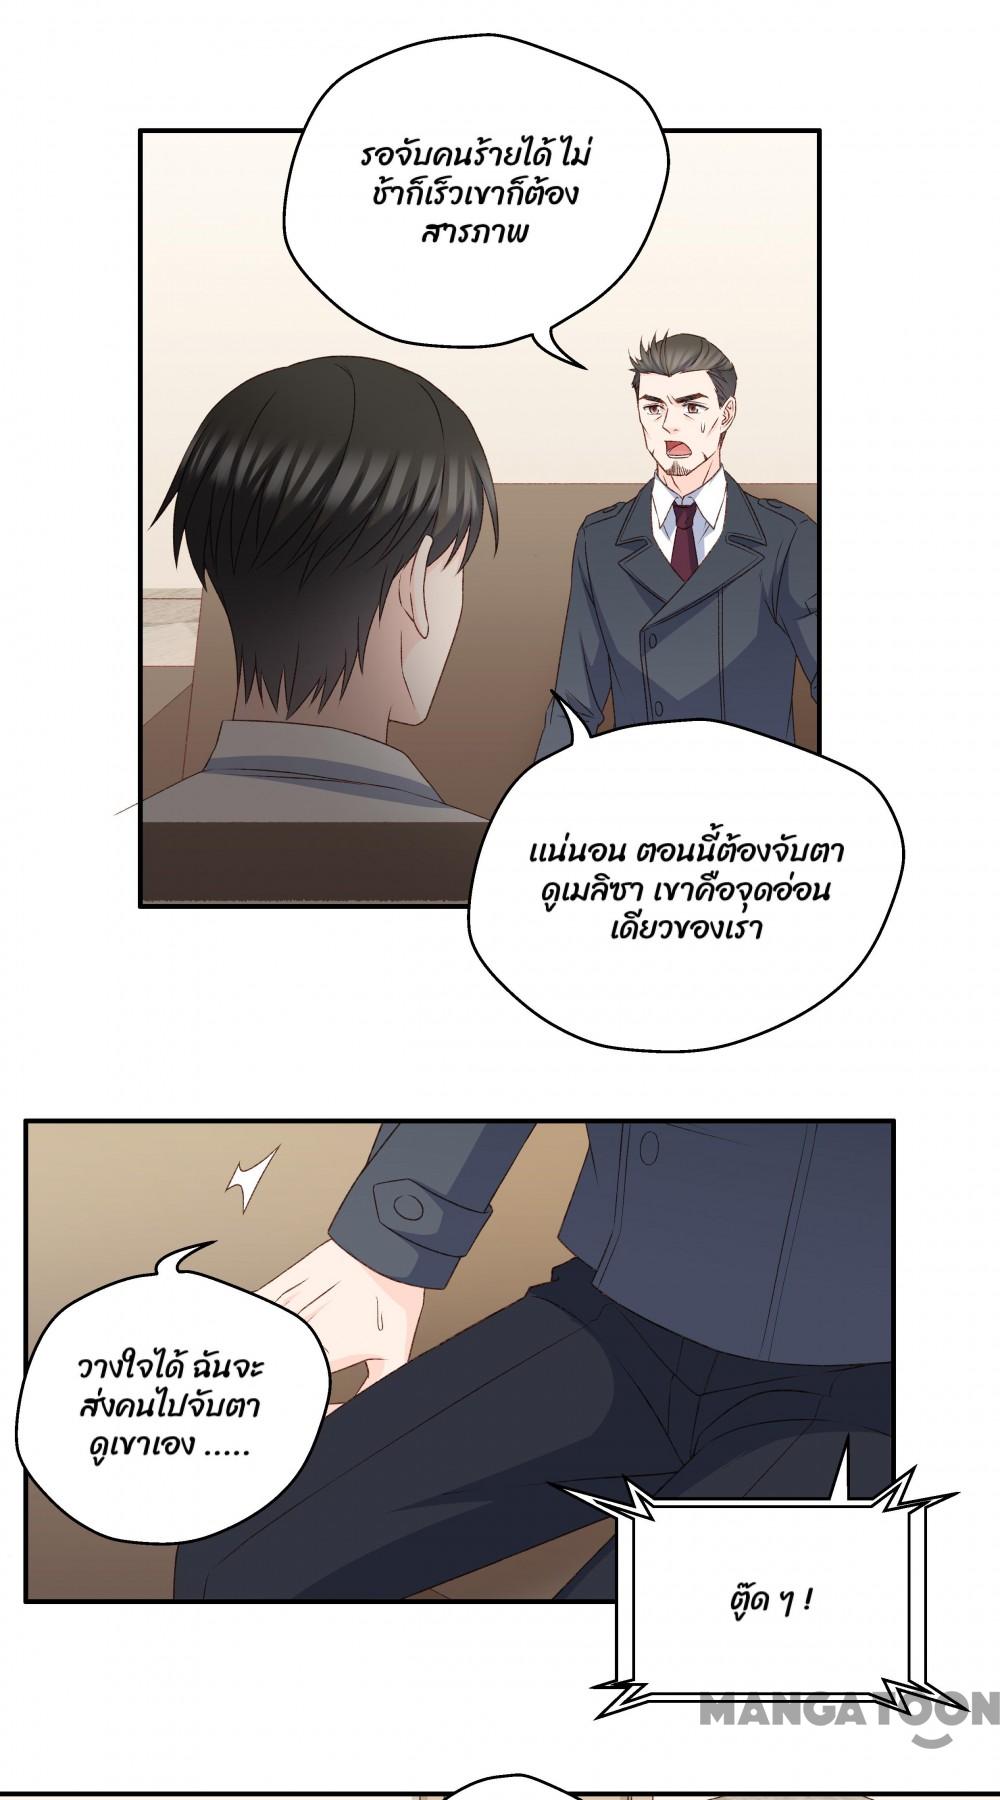 รอจับคนร้ายได้ ไม่
ช้าก็เร็วเขาก็ต้อง
สารภาพ
แน่นอน ตอนนี้ต้องจับตา
ดูเมลิซา เขาคือจุดอ่อน
เดียวของเรา
วางใจได้ ฉันจะ
ส่งคนไปจับตา
ดูเขาเอง .....
ตู๊ด ๆ !
MANGATOON